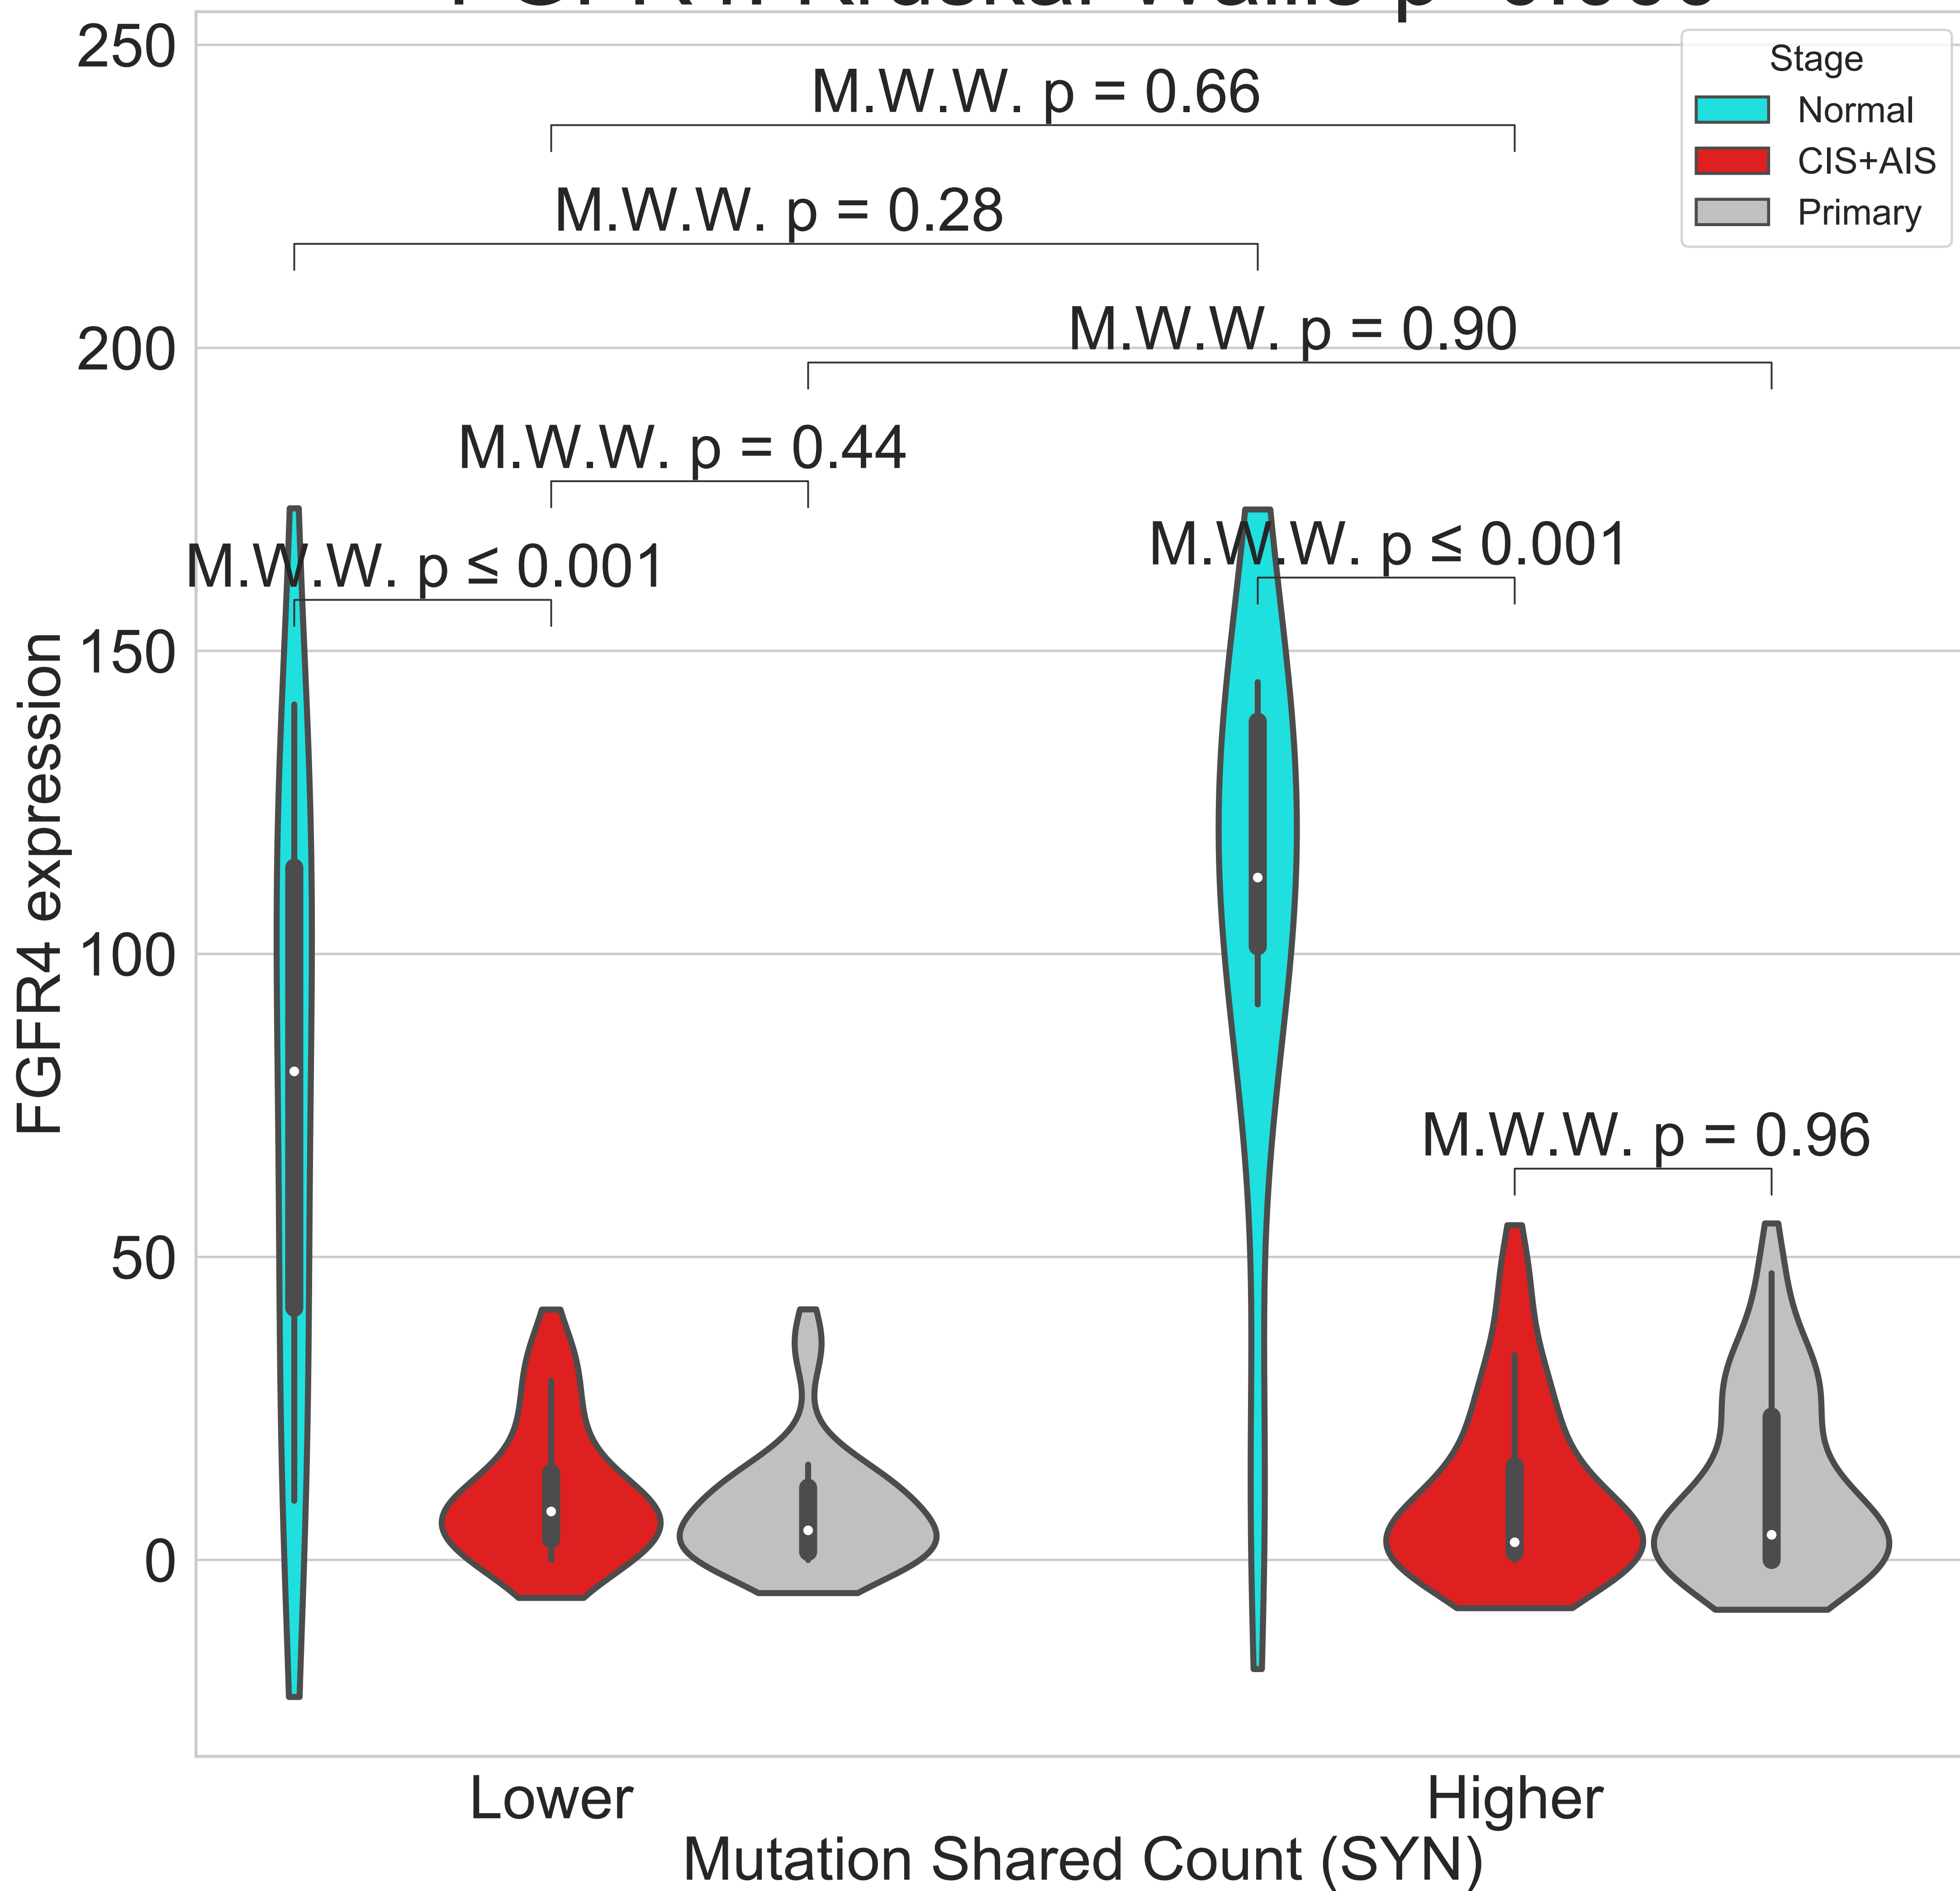 250
Stage
Normal
CIS+AIS
Primary
M.W.W. p = 0.66
M.W.W. p = 0.28
200
M.W.W. p = 0.90
M.W.W. p = 0.44
M.W.W. p ≤ 0.001
M.W.W. p ≤ 0.001
150
FGFR4 expression
100
M.W.W. p = 0.96
50
0
Lower
Higher
Mutation Shared Count (SYN)